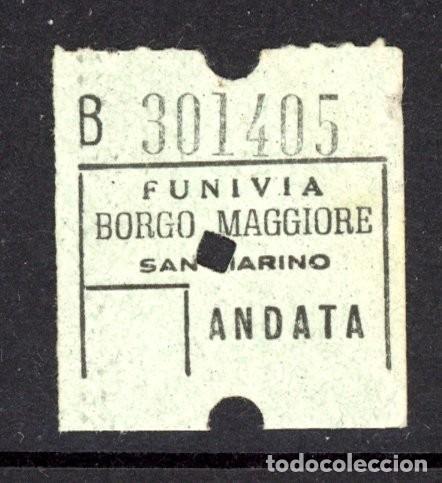 B 301405
FUNIVIA
BORGO MAGGIORE
SAN MARINO
ANDATA
todocoleccion